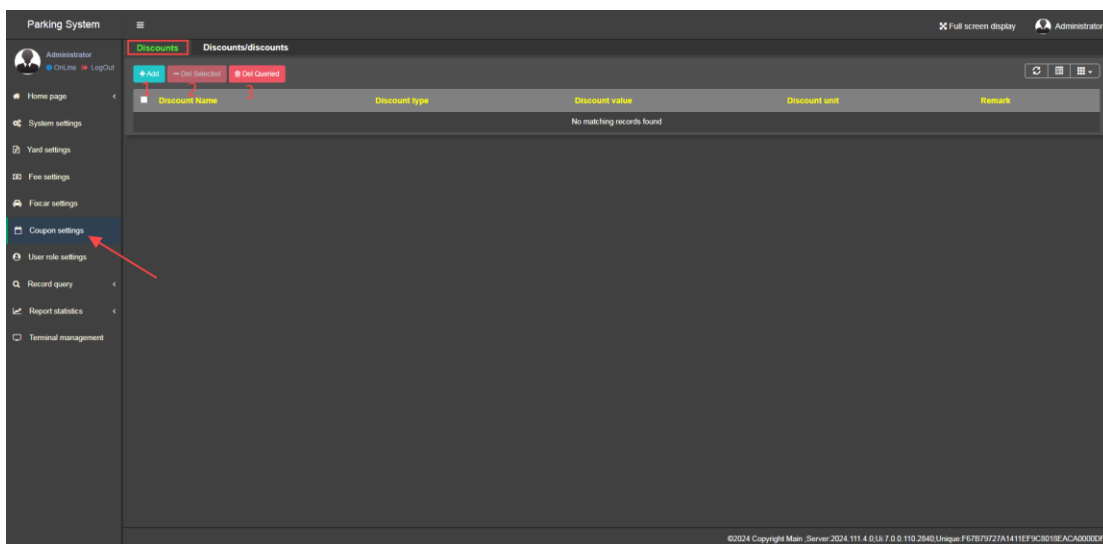 Parking System
Full screen display
Administrator
Administrator
OnLine LogOut
Discounts
Discounts/discounts
Add
Del Selected
Del Queried
1
2
3
Discount Name
Discount type
Discount value
Discount unit
Remark
No matching records found
Home page
System settings
Yard settings
Fee settings
Fixcar settings
Coupon settings
User role settings
Record query
Report statistics
Terminal management
©2024 Copyright Main ;Server:2024.111.4.0;Ui:7.0.0.110.2840;Unique:F67B79727A1411EF9C8018EACA0000DF